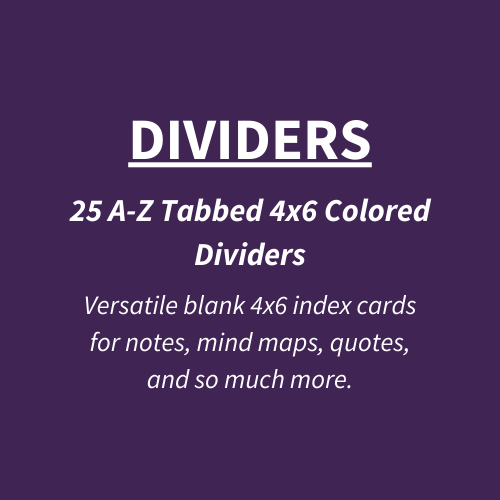 DIVIDERS
25 A-Z Tabbed 4x6 Colored
Dividers
Versatile blank 4x6 index cards
for notes, mind maps, quotes,
and so much more.